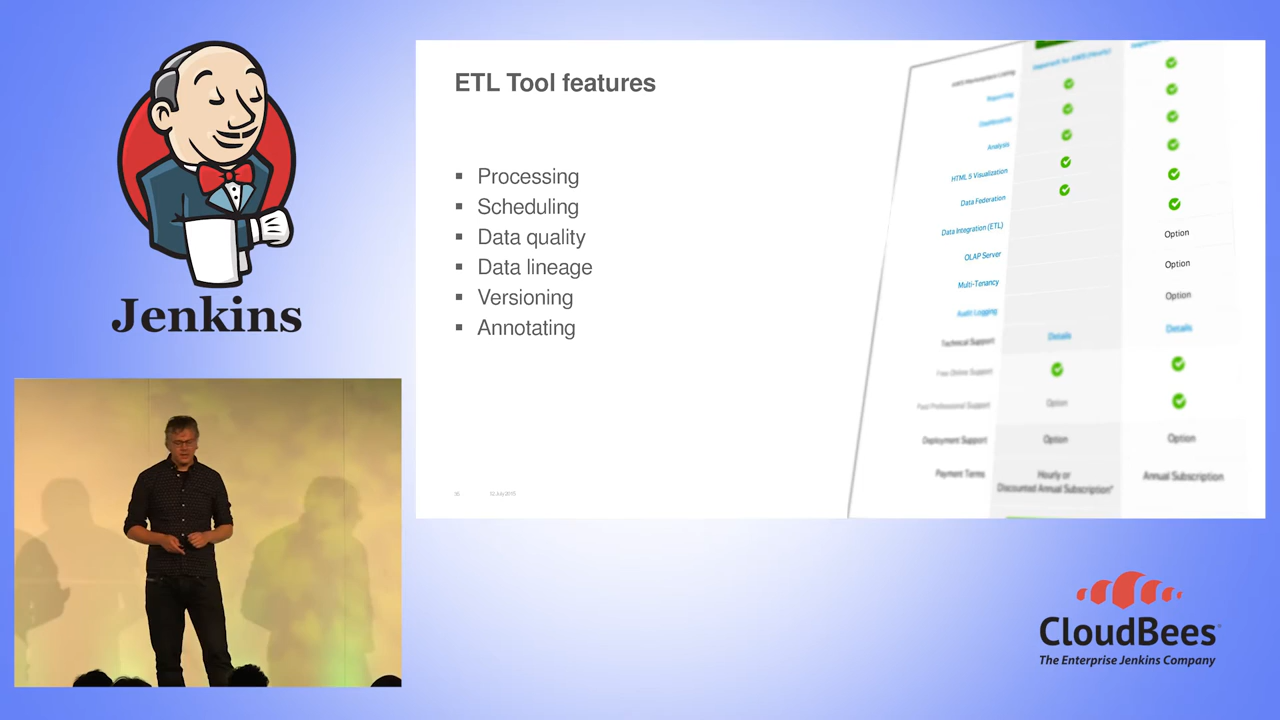 Jenkins
ETL Tool features
Processing
Scheduling
Data quality
Data lineage
Versioning
Annotating
AWS Marketplace Listing
Reporting
Dashboards
Analysis
HTML 5 Visualization
Data Federation
Data Integration (ETL) Option
OLAP Server Option
Multi-Tenancy Option
Audit Logging
Technical Support Details Details
Free Online Support
Paid Professional Support Option
Deployment Support Option Option
Payment Terms Hourly or Annual Subscription
Discounted Annual Subscription*
CloudBees
The Enterprise Jenkins Company